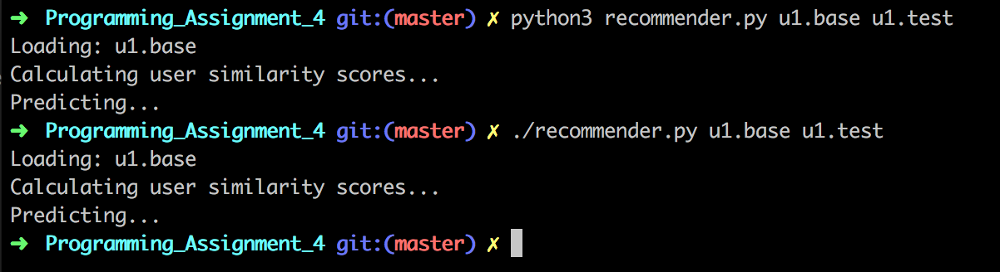 ➜ Programming_Assignment_4 git:(master) ✗ python3 recommender.py u1.base u1.test
Loading: u1.base
Calculating user similarity scores...
Predicting...
➜ Programming_Assignment_4 git:(master) ✗ ./recommender.py u1.base u1.test
Loading: u1.base
Calculating user similarity scores...
Predicting...
➜ Programming_Assignment_4 git:(master) ✗